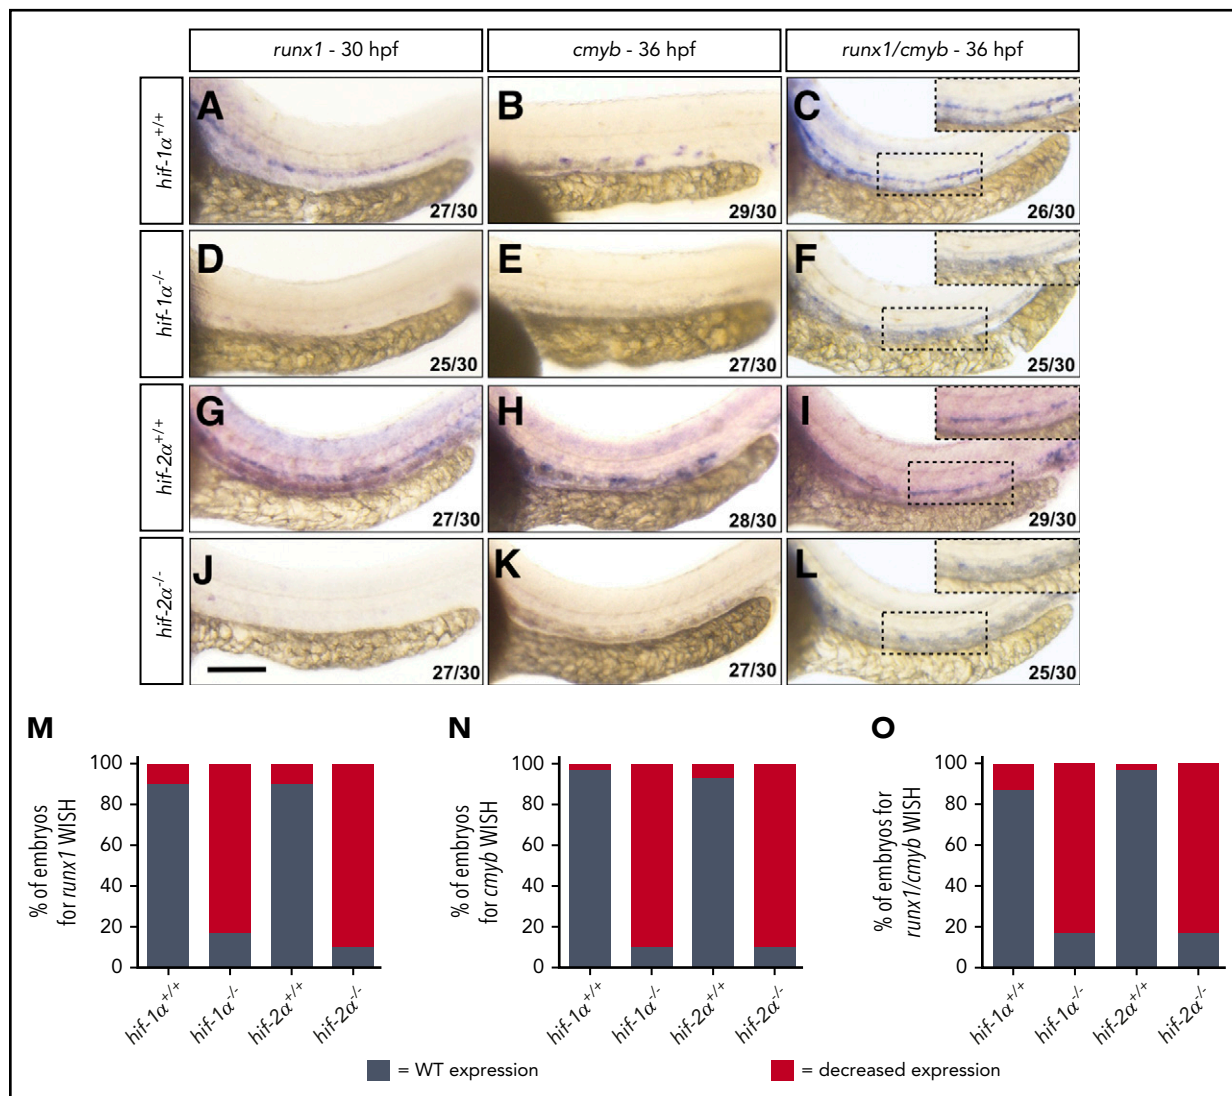 runx1 - 30 hpf
cmyb - 36 hpf
runx1/cmyb - 36 hpf
hif-1α+/+
A
27/30
B
29/30
C
26/30
hif-1α-/-
D
25/30
E
27/30
F
25/30
hif-2α+/+
G
27/30
H
28/30
I
29/30
hif-2α-/-
J
27/30
K
27/30
L
25/30
M
% of embryos
for runx1 WISH
100
80
60
40
20
0
hif-1α+/+
hif-1α-/-
hif-2α+/+
hif-2α-/-
N
% of embryos
for cmyb WISH
100
80
60
40
20
0
hif-1α+/+
hif-1α-/-
hif-2α+/+
hif-2α-/-
O
% of embryos for
runx1/cmyb WISH
100
80
60
40
20
0
hif-1α+/+
hif-1α-/-
hif-2α+/+
hif-2α-/-
= WT expression
= decreased expression